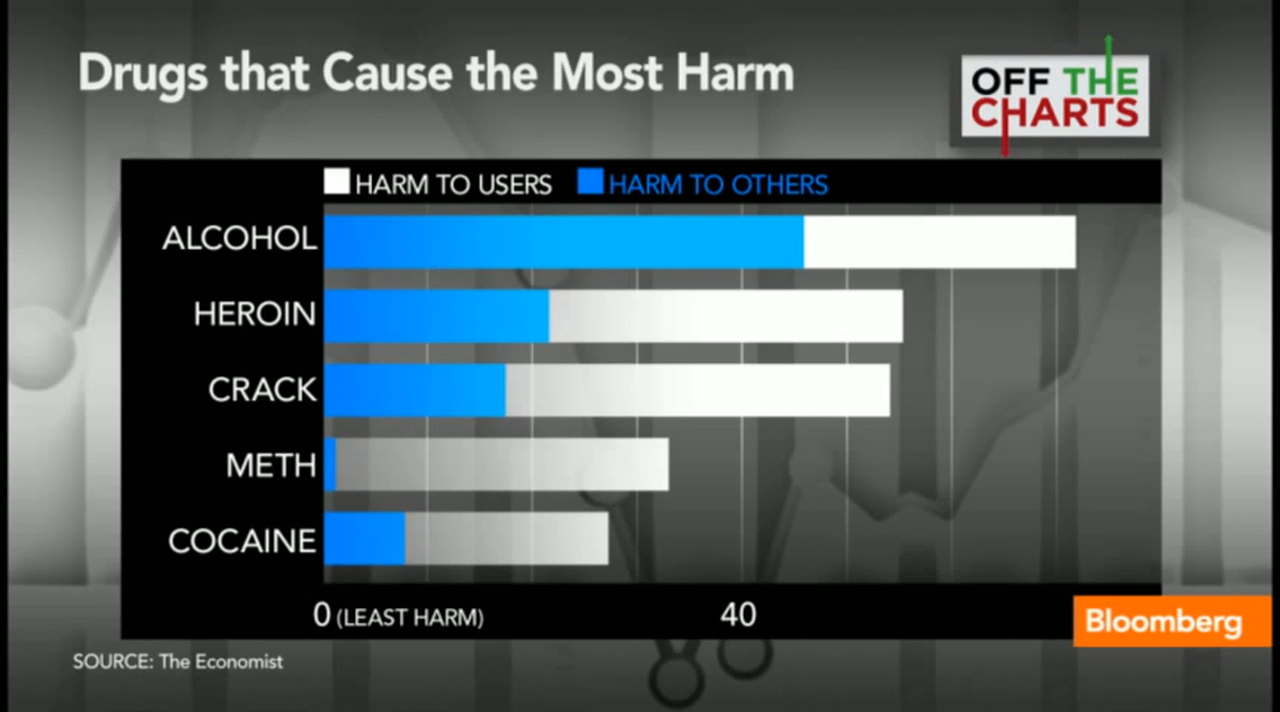 Drugs that Cause the Most Harm
OFF THE
CHARTS
HARM TO USERS HARM TO OTHERS
ALCOHOL
HEROIN
CRACK
METH
COCAINE
0 (LEAST HARM) 40
Bloomberg
SOURCE: The Economist